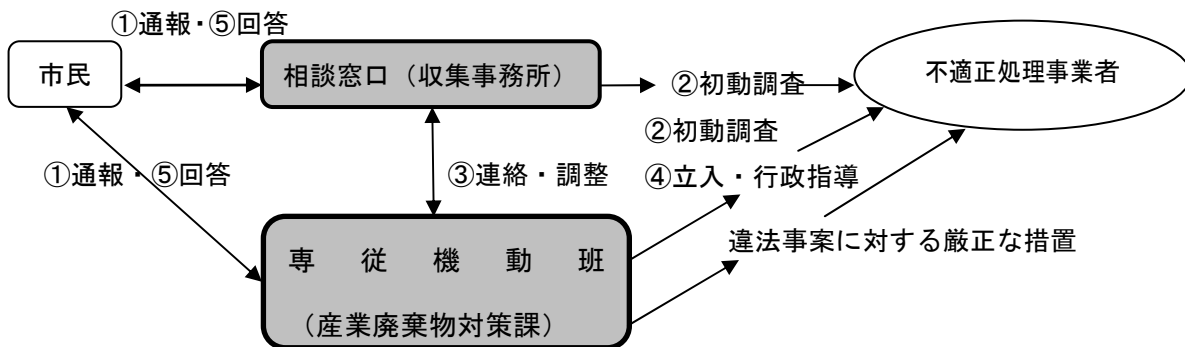 ①通報・⑤回答
市民
相談窓口（収集事務所）
②初動調査
不適正処理事業者
②初動調査
①通報・⑤回答
③連絡・調整
④立入・行政指導
違法事案に対する厳正な措置
専従機動班
（産業廃棄物対策課）